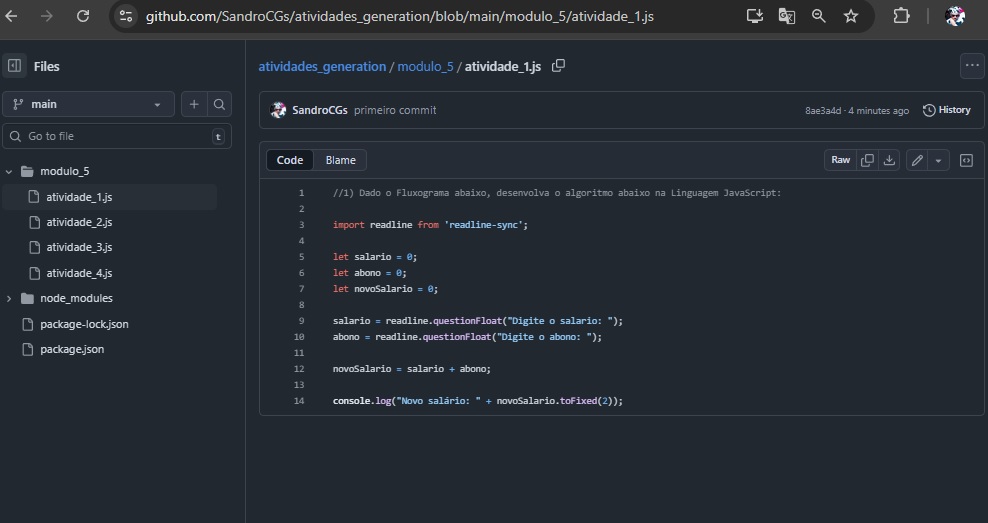 github.com/SandroCGs/atividades_generation/blob/main/modulo_5/atividade_1.js
Files
main
Go to file
t
modulo_5
atividade_1.js
atividade_2.js
atividade_3.js
atividade_4.js
node_modules
package-lock.json
package.json
atividades_generation / modulo_5 / atividade_1.js
SandroCGs primeiro commit
8ae3a4d · 4 minutes ago
History
Code
Blame
Raw
1 //1) Dado o Fluxograma abaixo, desenvolva o algoritmo abaixo na Linguagem JavaScript:
2
3 import readline from 'readline-sync';
4
5 let salario = 0;
6 let abono = 0;
7 let novoSalario = 0;
8
9 salario = readline.questionFloat("Digite o salario: ");
10 abono = readline.questionFloat("Digite o abono: ");
11
12 novoSalario = salario + abono;
13
14 console.log("Novo salário: " + novoSalario.toFixed(2));